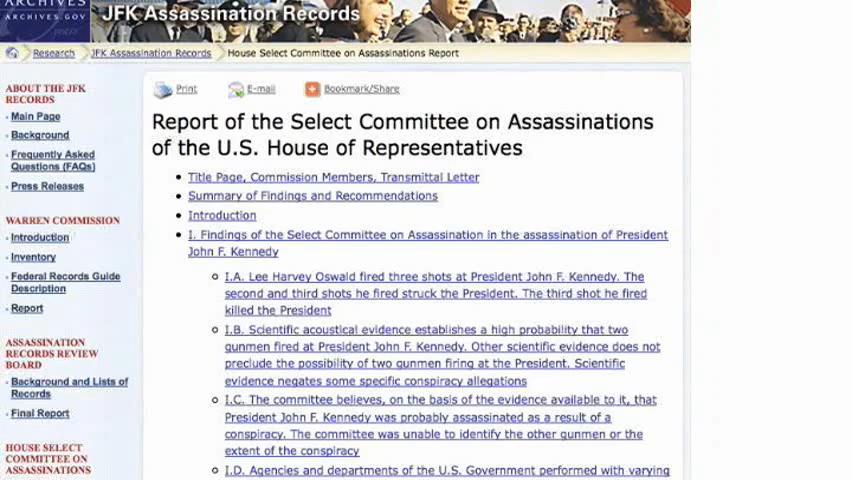 ARCHIVES
ARCHIVES.GOV
JFK Assassination Records
Research
JFK Assassination Records
House Select Committee on Assassinations Report
ABOUT THE JFK
RECORDS
Main Page
Background
Frequently Asked
Questions (FAQs)
Press Releases
WARREN COMMISSION
Introduction
Inventory
Federal Records Guide
Description
Report
ASSASSINATION
RECORDS REVIEW
BOARD
Background and Lists of
Records
Final Report
HOUSE SELECT
COMMITTEE ON
ASSASSINATIONS
Print
E-mail
Bookmark/Share
Report of the Select Committee on Assassinations
of the U.S. House of Representatives
Title Page, Commission Members, Transmittal Letter
Summary of Findings and Recommendations
Introduction
I. Findings of the Select Committee on Assassination in the assassination of President
John F. Kennedy
I.A. Lee Harvey Oswald fired three shots at President John F. Kennedy. The
second and third shots he fired struck the President. The third shot he fired
killed the President
I.B. Scientific acoustical evidence establishes a high probability that two
gunmen fired at President John F. Kennedy. Other scientific evidence does not
preclude the possibility of two gunmen firing at the President. Scientific
evidence negates some specific conspiracy allegations
I.C. The committee believes, on the basis of the evidence available to it, that
President John F. Kennedy was probably assassinated as a result of a
conspiracy. The committee was unable to identify the other gunmen or the
extent of the conspiracy
I.D. Agencies and departments of the U.S. Government performed with varying